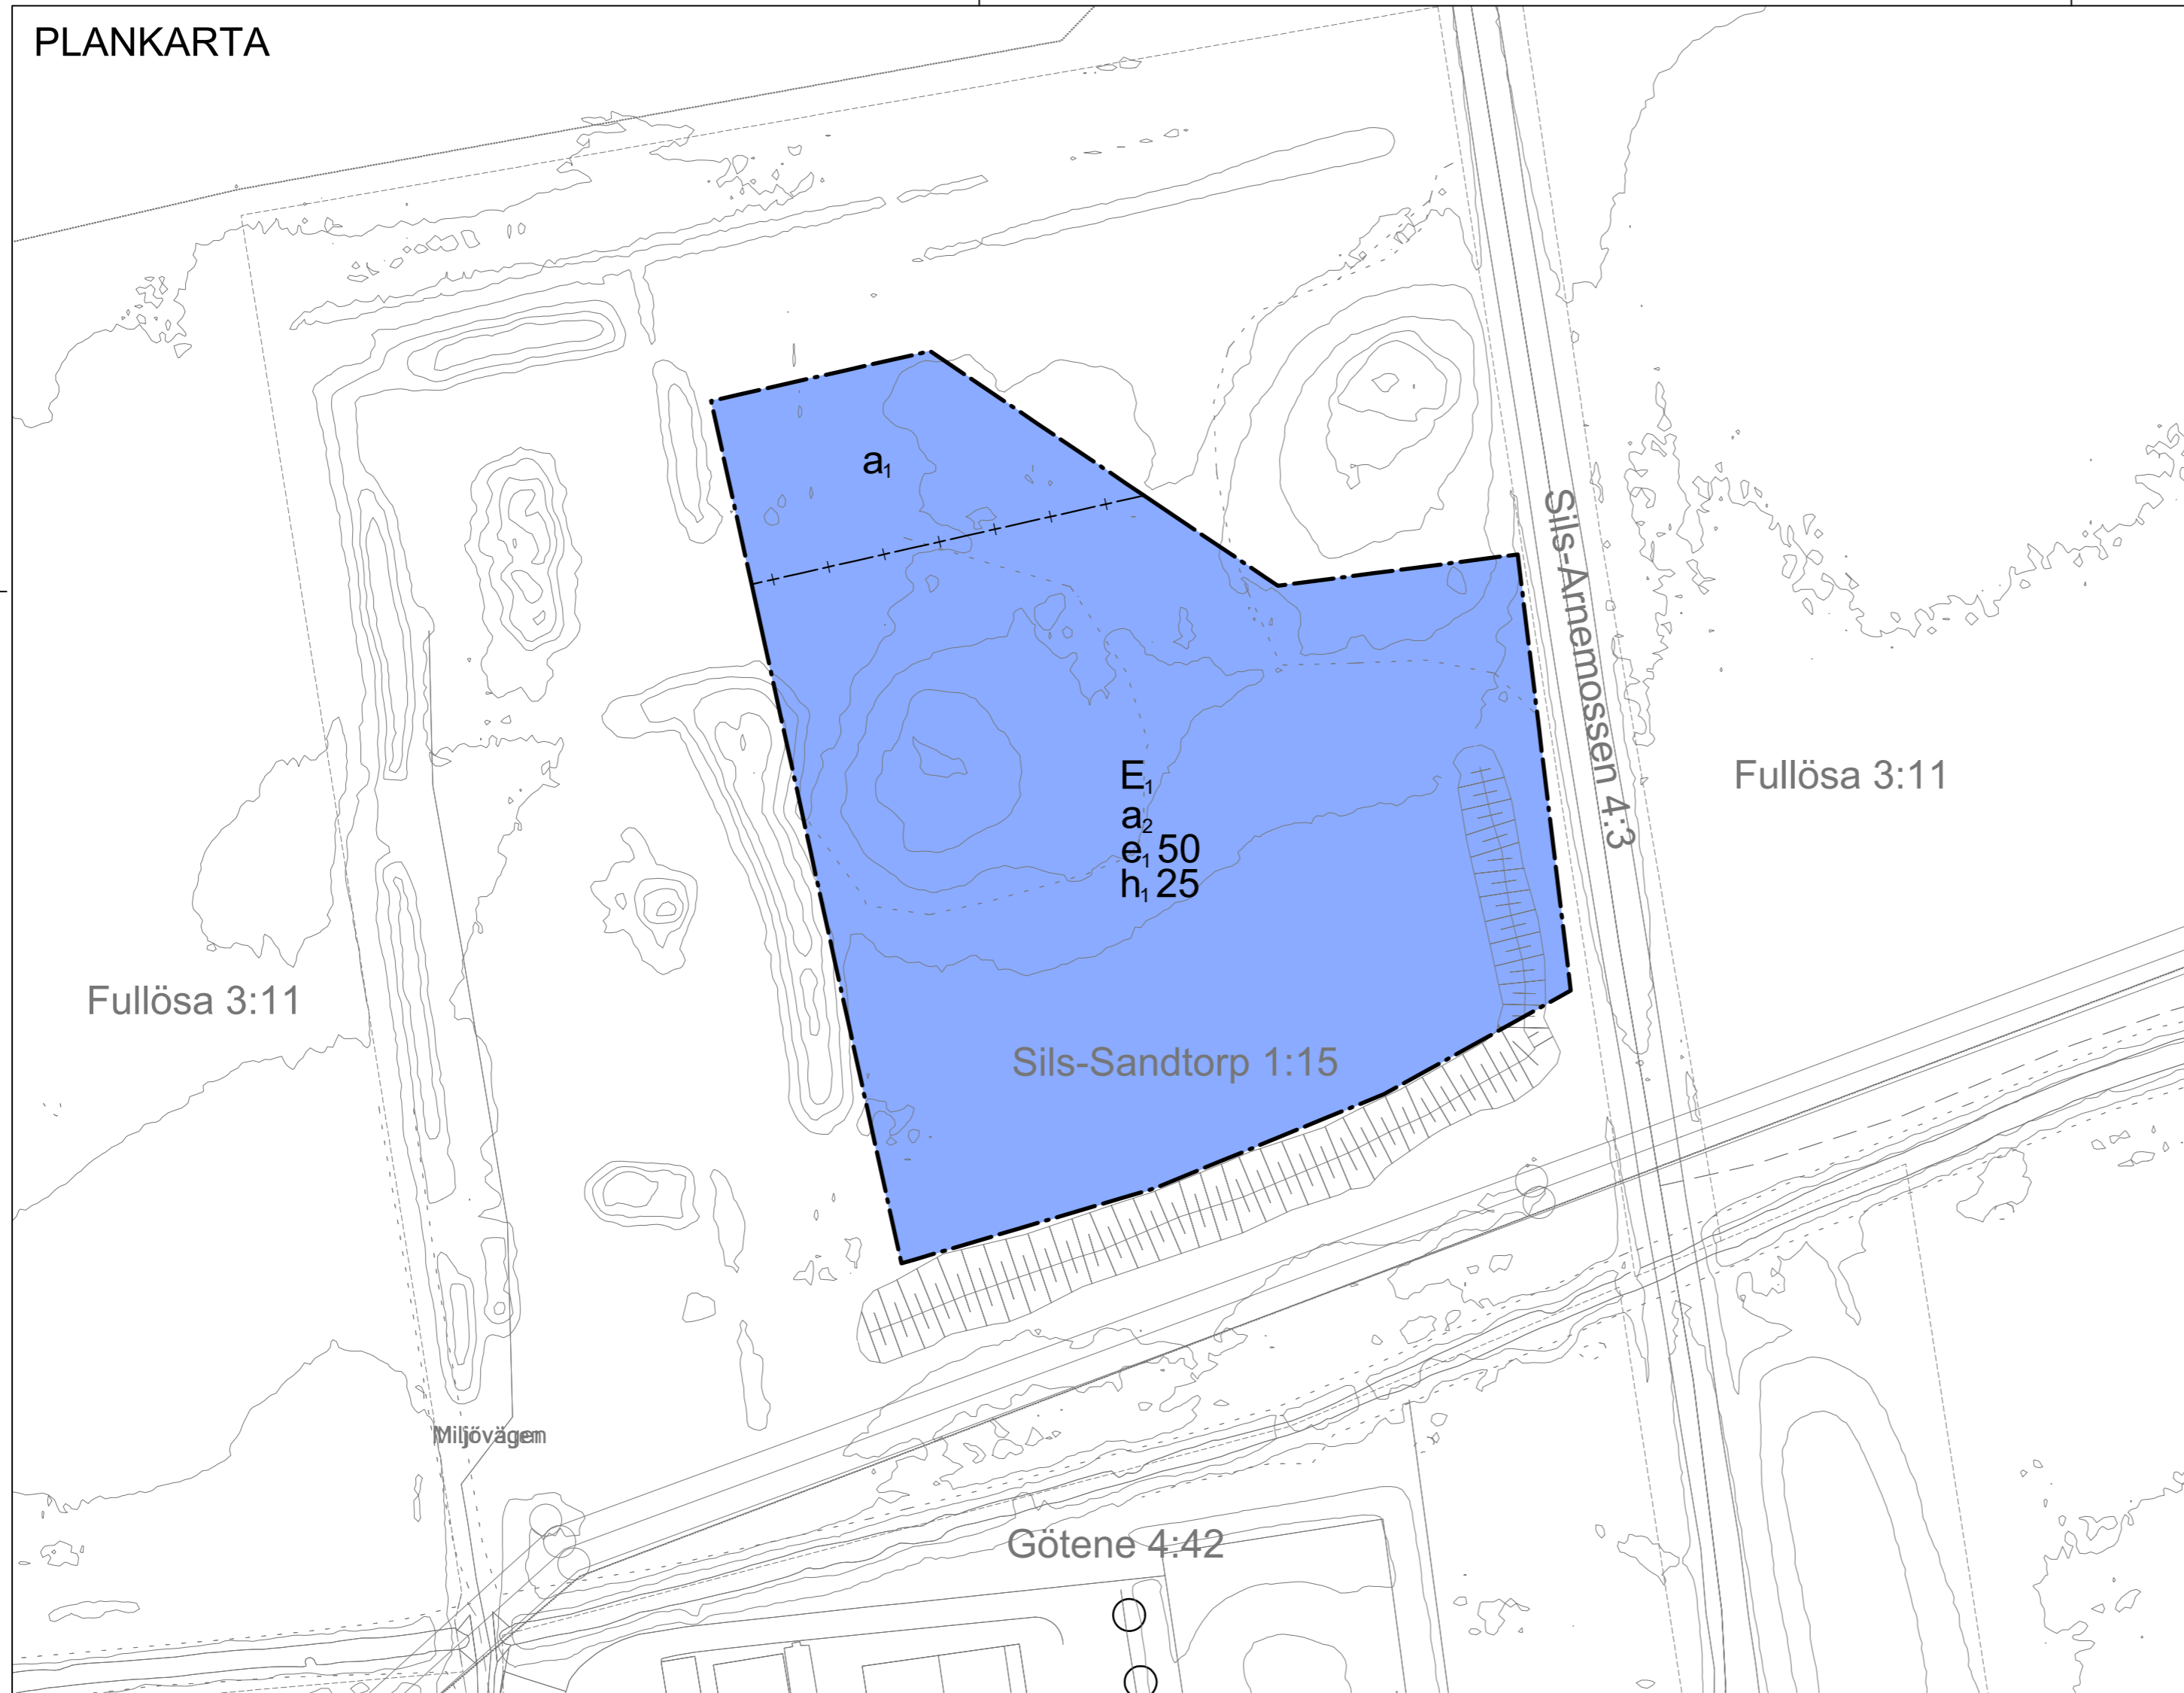 PLANKARTA
a₁
Sils-Arnemossen 4:3
E₁
a₂
e₁ 50
h₁ 25
Fullösa 3:11
Fullösa 3:11
Sils-Sandtorp 1:15
Miljövägen
Götene 4:42